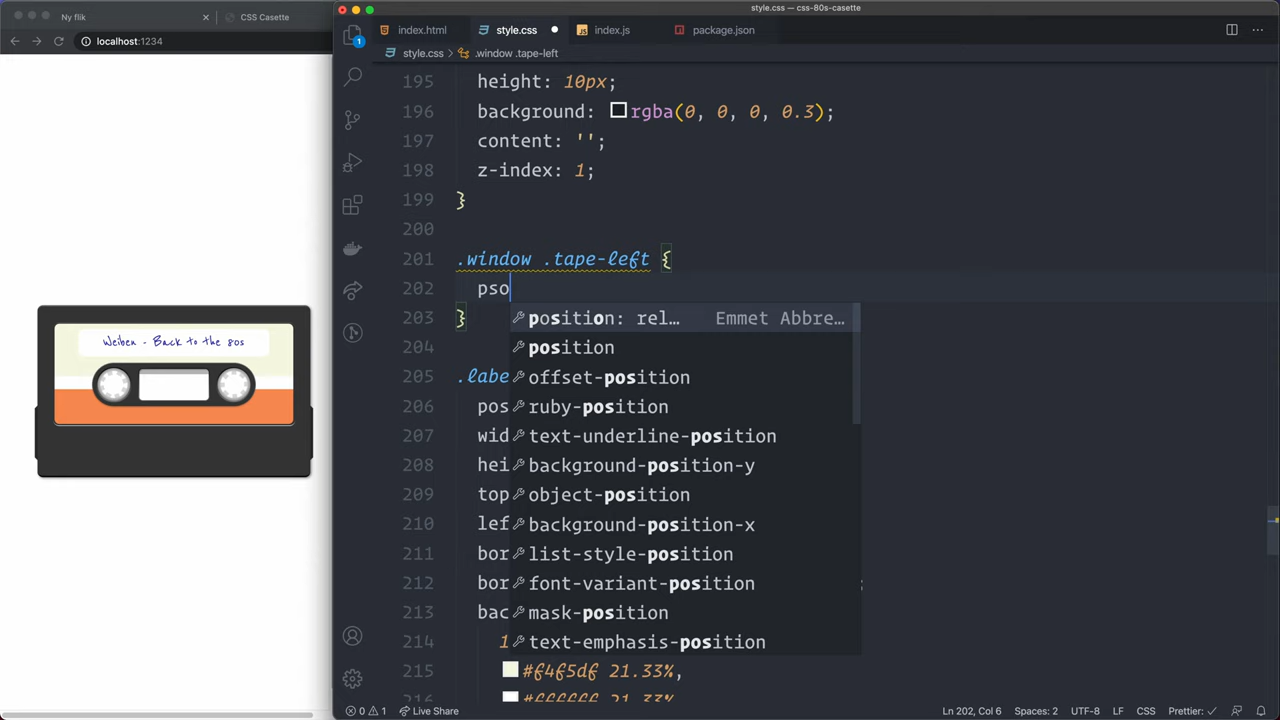 style.css — css-80s-casette
Ny flik
CSS Casette
index.html
style.css
index.js
package.json
localhost:1234
style.css > .window .tape-left
195 height: 10px;
196 background: rgba(0, 0, 0, 0.3);
197 content: '';
198 z-index: 1;
199 }
200
201 .window .tape-left {
202 pso
203 }
204
205 .labe
206 pos
207 wid
208 hei
209 top
210 lef
211 bor
212 bor
213 bac
214 1
215 #f4f5df 21.33%,
216 #ffffff 21.33%
position: rel… Emmet Abbre…
position
offset-position
ruby-position
text-underline-position
background-position-y
object-position
background-position-x
list-style-position
font-variant-position
mask-position
text-emphasis-position
Weiben - Back to the 80s
1
0 1 Live Share
Ln 202, Col 6 Spaces: 2 UTF-8 LF CSS Prettier: ✓